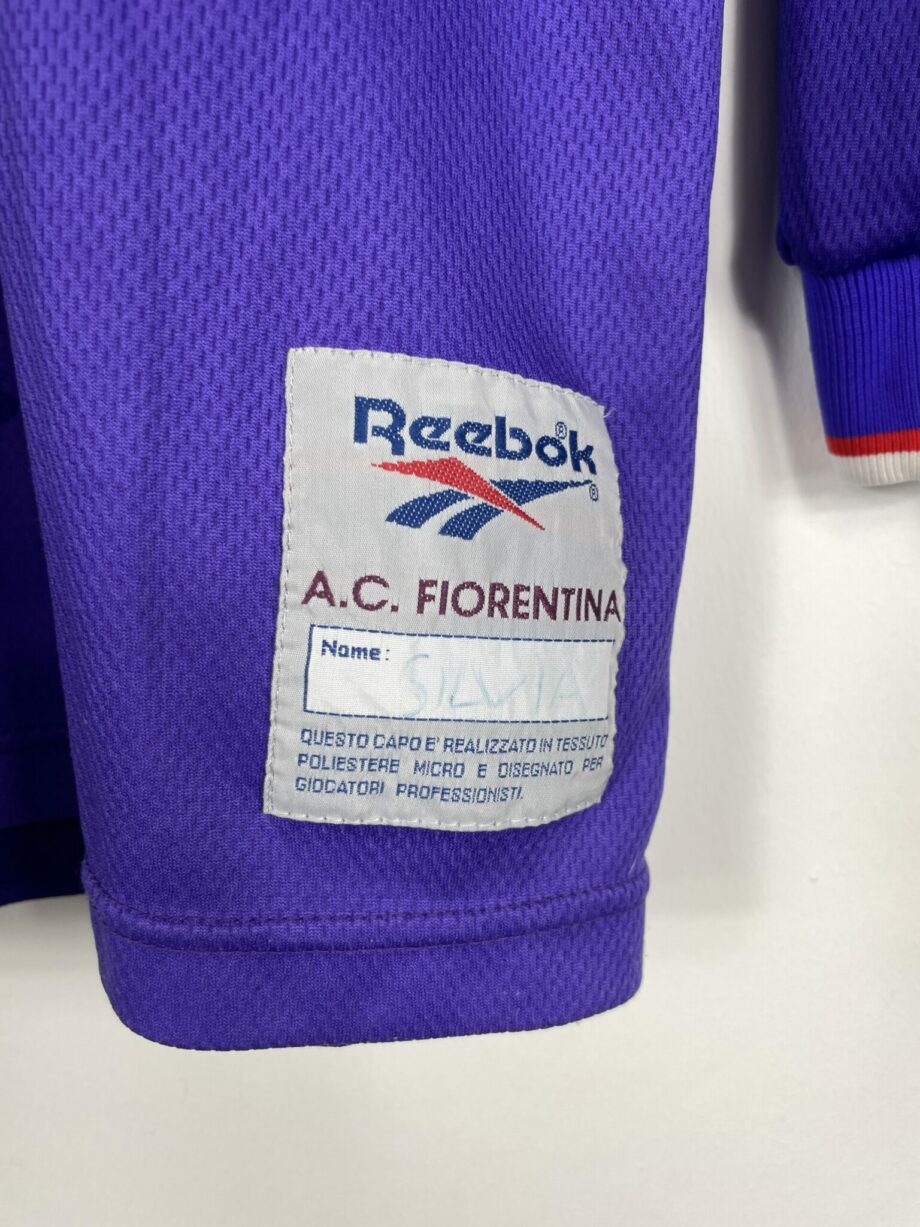 Reebok®
®
A.C. FIORENTINA
Name: SILVIA
QUESTO CAPO E' REALIZZATO IN TESSUTO
POLIESTERE MICRO E DISEGNATO PER
GIOCATORI PROFESSIONISTI.